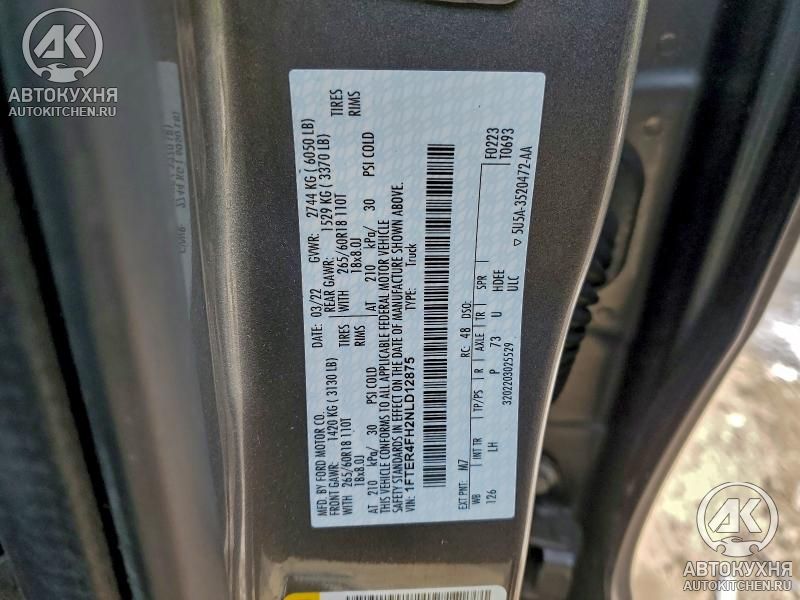 АК
АВТОКУХНЯ
AUTOKITCHEN.RU
MFD. BY FORD MOTOR CO.
03/22 GVWR: 2744 KG ( 6050 LB)
FRONT GAWR: 1420 KG ( 3130 LB) REAR GAWR: 1529 KG ( 3370 LB)
265/60R18 110T TIRES WITH 265/60R18 110T TIRES
18x8.0J RIMS 18x8.0J RIMS
AT 210 kPa/ 30 PSI COLD AT 210 kPa/ 30 PSI COLD
THIS VEHICLE CONFORMS TO ALL APPLICABLE FEDERAL MOTOR VEHICLE
SAFETY STANDARDS IN EFFECT ON THE DATE OF MANUFACTURE SHOWN ABOVE.
VIN: 1FTER4FH2NLD12875 Truck
F0223
T0693
EXT PNT: M7 RC: 48 DSO:
WB INT TR TP/PS R AXLE TR SPR
126 LH P 73 U HDEE
3202203025529 ULC
▽ 5U5A-3520472-AA
АК
АВТОКУХНЯ
AUTOKITCHEN.RU